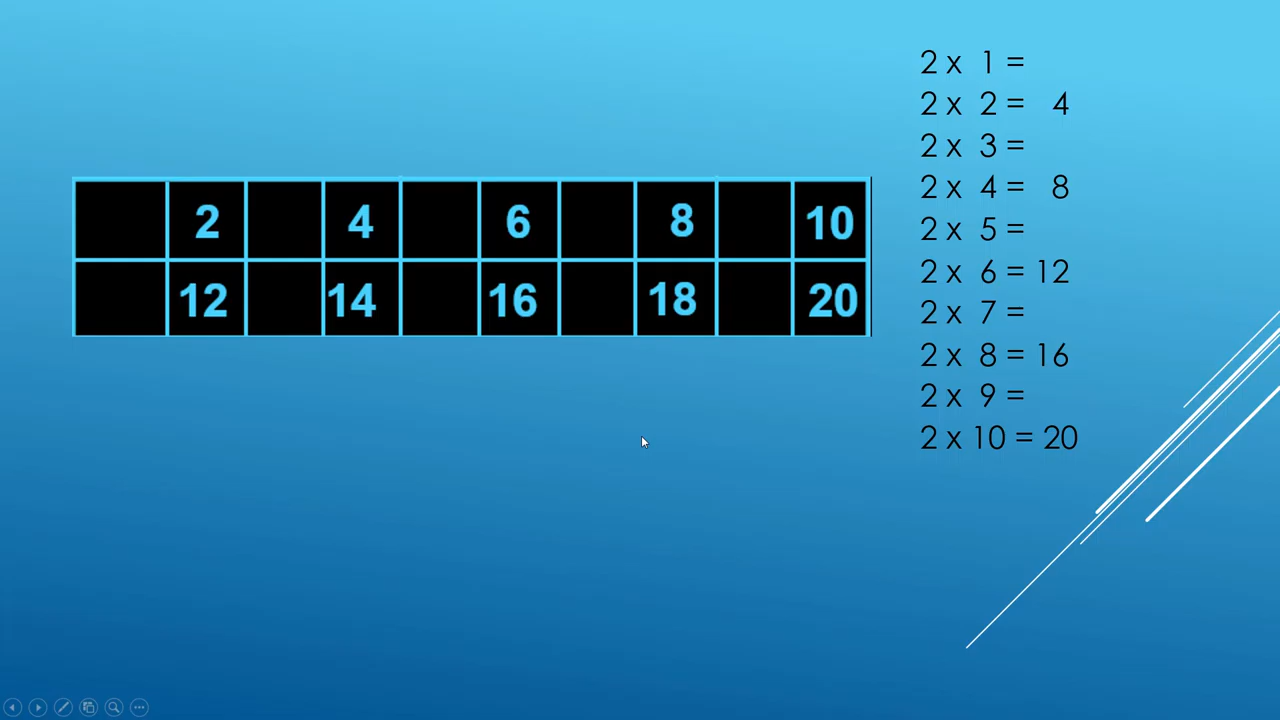 2 4 6 8 10
12 14 16 18 20
2 x 1 =
2 x 2 = 4
2 x 3 =
2 x 4 = 8
2 x 5 =
2 x 6 = 12
2 x 7 =
2 x 8 = 16
2 x 9 =
2 x 10 = 20